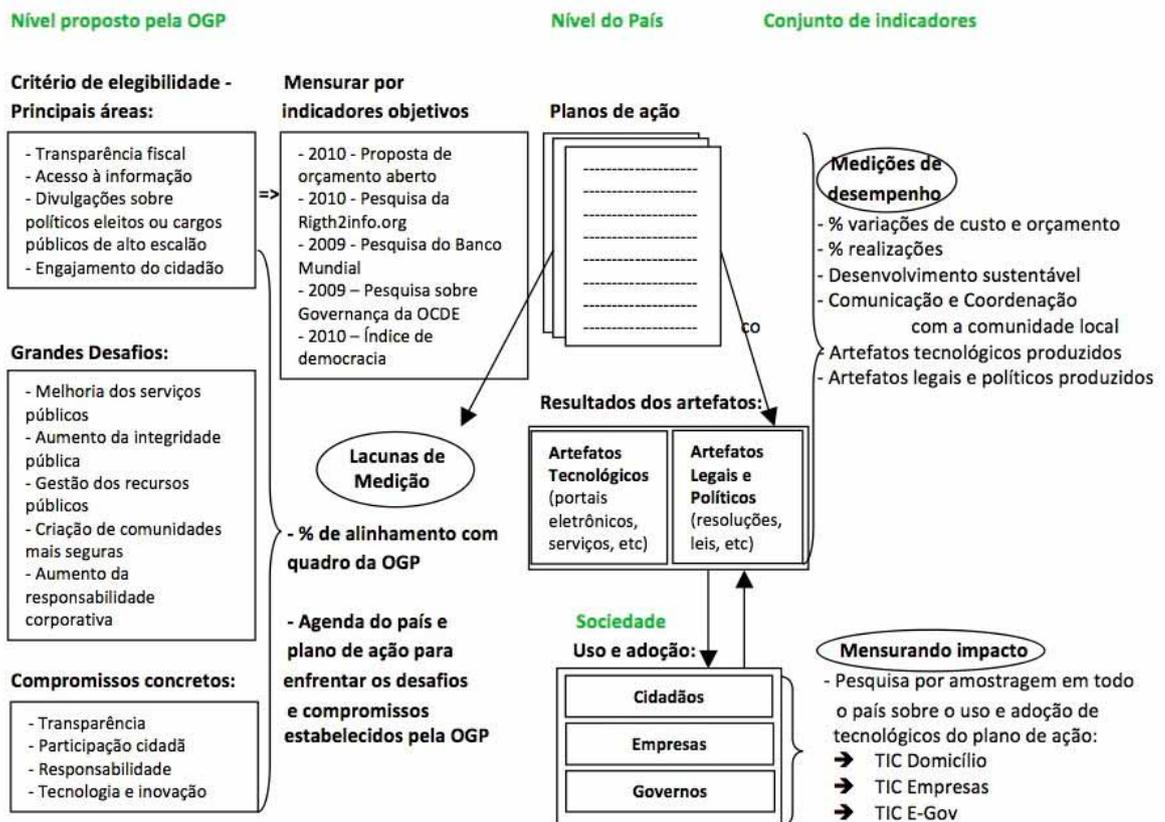 Nível proposto pela OGP
Nível do País
Conjunto de indicadores
Critério de elegibilidade -
Principais áreas:
- Transparência fiscal
- Acesso à informação
- Divulgações sobre
políticos eleitos ou cargos
públicos de alto escalão
- Engajamento do cidadão
=>
Mensurar por
indicadores objetivos
- 2010 - Proposta de
orçamento aberto
- 2010 - Pesquisa da
Rigth2info.org
- 2009 - Pesquisa do Banco
Mundial
- 2009 – Pesquisa sobre
Governança da OCDE
- 2010 – Índice de
democracia
Planos de ação
co
Medições de
desempenho
- % variações de custo e orçamento
- % realizações
- Desenvolvimento sustentável
- Comunicação e Coordenação
com a comunidade local
- Artefatos tecnológicos produzidos
- Artefatos legais e políticos produzidos
Grandes Desafios:
- Melhoria dos serviços
públicos
- Aumento da integridade
pública
- Gestão dos recursos
públicos
- Criação de comunidades
mais seguras
- Aumento da
responsabilidade
corporativa
Lacunas de
Medição
- % de alinhamento com
quadro da OGP
- Agenda do país e
plano de ação para
enfrentar os desafios
e compromissos
estabelecidos pela OGP
Resultados dos artefatos:
Artefatos
Tecnológicos
(portais
eletrônicos,
serviços, etc)
Artefatos
Legais e
Políticos
(resoluções,
leis, etc)
Compromissos concretos:
- Transparência
- Participação cidadã
- Responsabilidade
- Tecnologia e inovação
Sociedade
Uso e adoção:
Cidadãos
Empresas
Governos
Mensurando impacto
- Pesquisa por amostragem em todo
o país sobre o uso e adoção de
tecnológicos do plano de ação:
➔ TIC Domicílio
➔ TIC Empresas
➔ TIC E-Gov